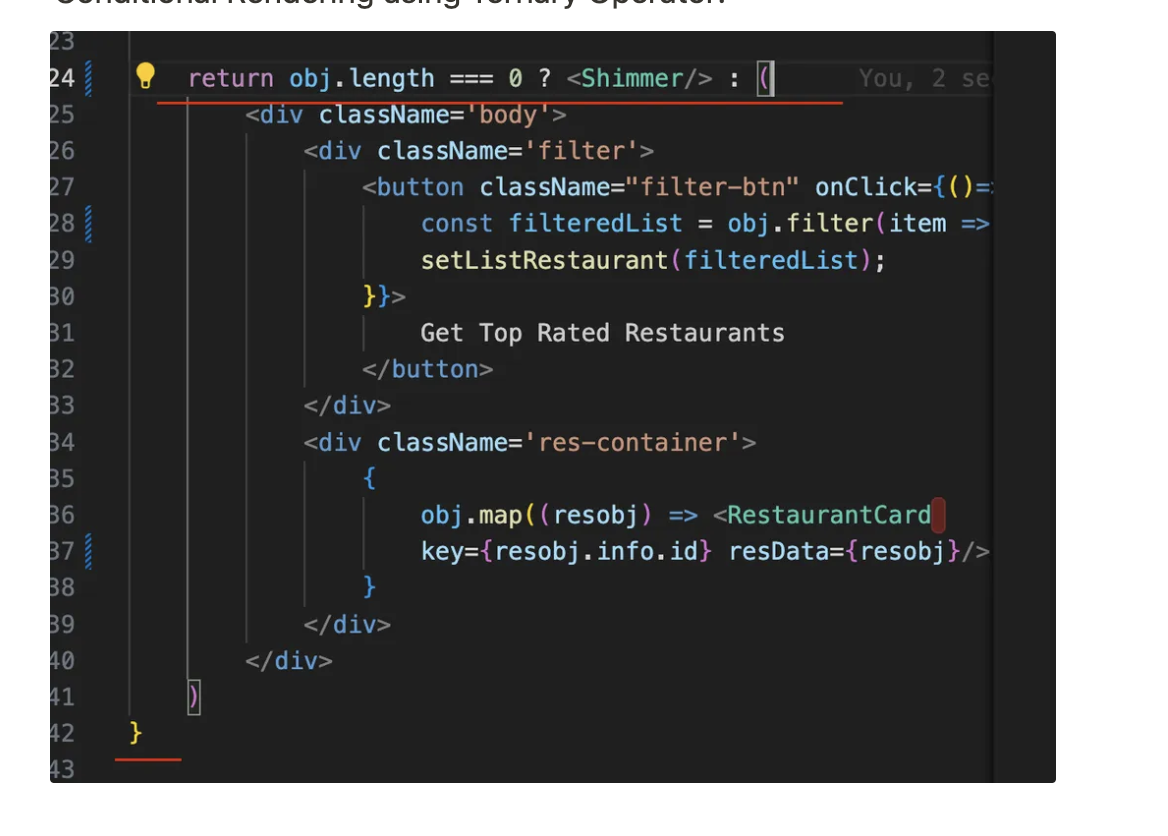 Conditional Rendering using Ternary Operator:
23
24 return obj.length === 0 ? <Shimmer/> : ( You, 2 se
25 <div className='body'>
26 <div className='filter'>
27 <button className="filter-btn" onClick={()=
28 const filteredList = obj.filter(item =>
29 setListRestaurant(filteredList);
30 }}>
31 Get Top Rated Restaurants
32 </button>
33 </div>
34 <div className='res-container'>
35 {
36 obj.map((resobj) => <RestaurantCard
37 key={resobj.info.id} resData={resobj}/>
38 }
39 </div>
40 </div>
41 )
42 }
43